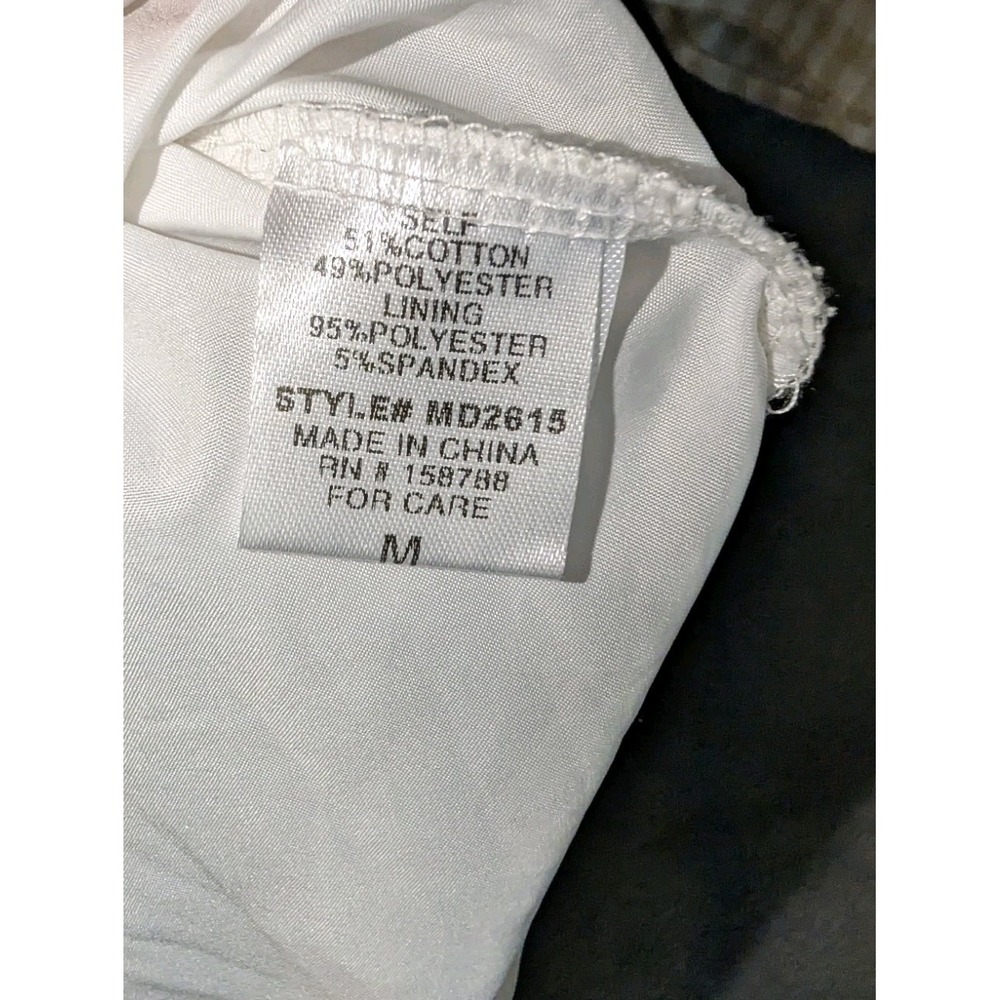 SELF
51%COTTON
49%POLYESTER
LINING
95%POLYESTER
5%SPANDEX
STYLE# MD2615
MADE IN CHINA
RN # 158788
FOR CARE
M